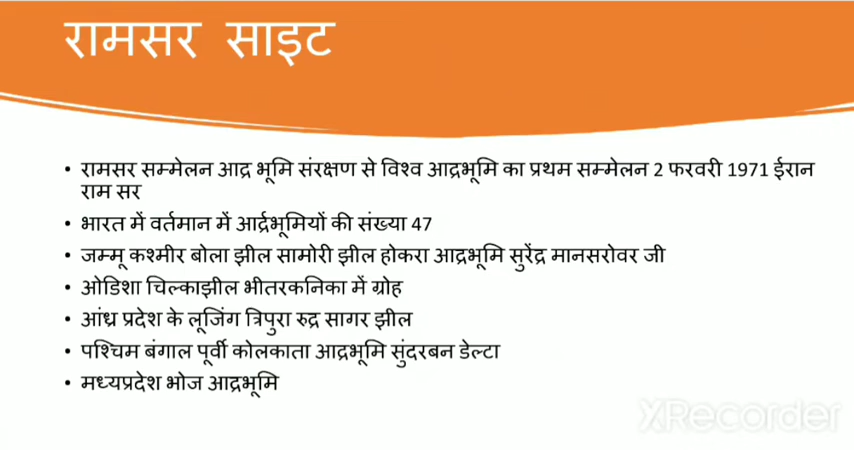 रामसर साइट
रामसर सम्मेलन आद्र भूमि संरक्षण से विश्व आद्रभूमि का प्रथम सम्मेलन 2 फरवरी 1971 ईरान
राम सर
भारत में वर्तमान में आर्द्रभूमियों की संख्या 47
जम्मू कश्मीर बोला झील सामोरी झील होकरा आद्रभूमि सुरेंद्र मानसरोवर जी
ओडिशा चिल्काझील भीतरकनिका में ग्रोह
आंध्र प्रदेश के लूजिंग त्रिपुरा रुद्र सागर झील
पश्चिम बंगाल पूर्वी कोलकाता आद्रभूमि सुंदरबन डेल्टा
मध्यप्रदेश भोज आद्रभूमि
XRecorder